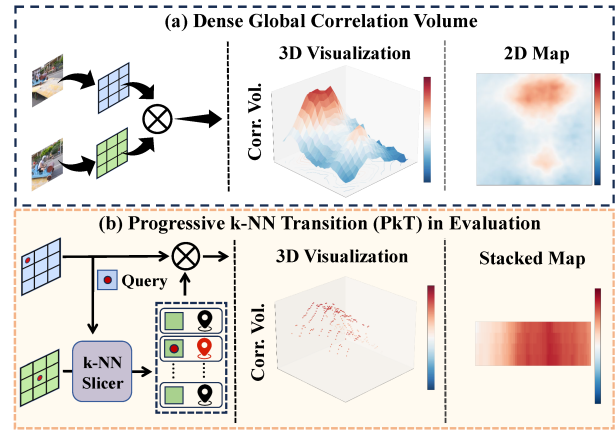 (a) Dense Global Correlation Volume
3D Visualization
2D Map
Corr. Vol.
(b) Progressive k-NN Transition (PkT) in Evaluation
Query
k-NN
Slicer
3D Visualization
Stacked Map
Corr. Vol.